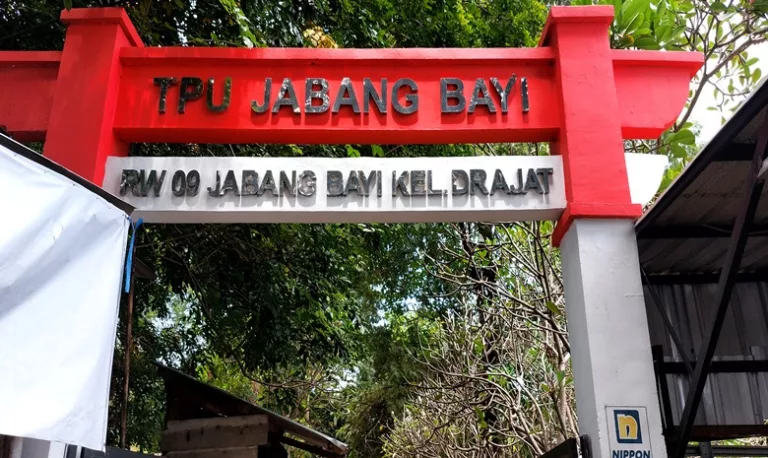 TPU JABANG BAYI
RW 09 JABANG BAYI KEL. DRAJAT
n
NIPPON